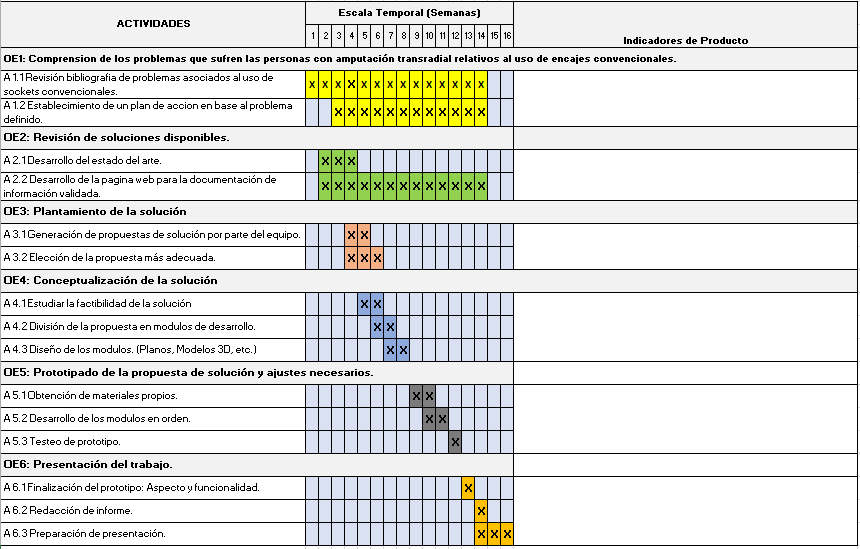 ACTIVIDADES
Escala Temporal (Semanas)
1 2 3 4 5 6 7 8 9 10 11 12 13 14 15 16
Indicadores de Producto
OE1: Comprension de los problemas que sufren las personas con amputación transradial relativos al uso de encajes convencionales.
A 1.1 Revisión bibliografia de problemas asociados al uso de
sockets convencionales.
X X X X X X X X X X X X X X
A 1.2 Establecimiento de un plan de accion en base al problema
definido.
X X X X X X X X X X X X
OE2: Revisión de soluciones disponibles.
A 2.1 Desarrollo del estado del arte.
X X X
A 2.2 Desarrollo de la pagina web para la documentación de
información validada.
X X X X X X X X X X X X X
OE3: Plantamiento de la solución
A 3.1 Generación de propuestas de solución por parte del equipo.
X X
A 3.2 Elección de la propuesta más adecuada.
X X X
OE4: Conceptualización de la solución
A 4.1 Estudiar la factibilidad de la solución
X X
A 4.2 División de la propuesta en modulos de desarrollo.
X X
A 4.3 Diseño de los modulos. (Planos, Modelos 3D, etc.)
X X
OE5: Prototipado de la propuesta de solución y ajustes necesarios.
A 5.1 Obtención de materiales propios.
X X
A 5.2 Desarrollo de los modulos en orden.
X X
A 5.3 Testeo de prototipo.
X
OE6: Presentación del trabajo.
A 6.1 Finalización del prototipo: Aspecto y funcionalidad.
X
A 6.2 Redacción de informe.
X
A 6.3 Preparación de presentación.
X X X